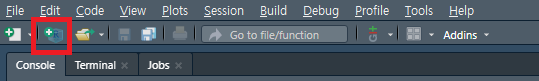 File Edit Code View Plots Session Build Debug Profile Tools Help
Go to file/function Addins
Console Terminal Jobs